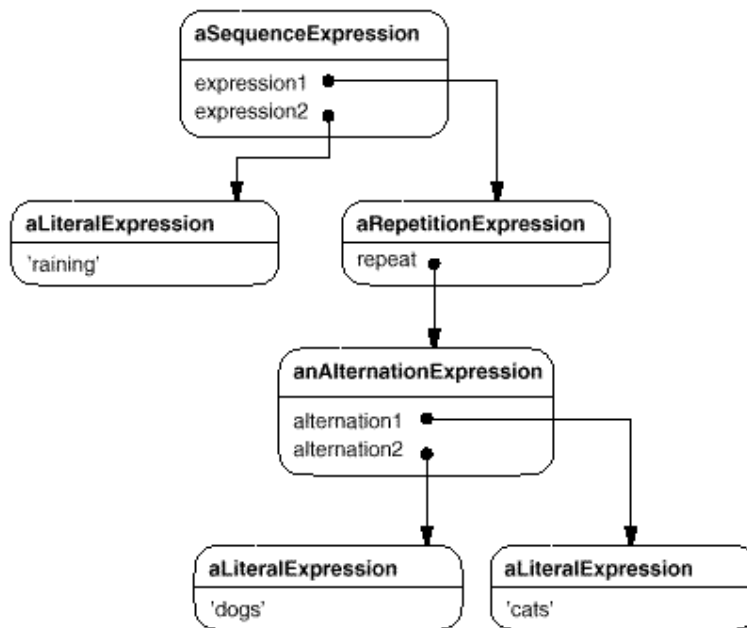 aSequenceExpression
expression1
expression2
aLiteralExpression
'raining'
aRepetitionExpression
repeat
anAlternationExpression
alternation1
alternation2
aLiteralExpression
'dogs'
aLiteralExpression
'cats'